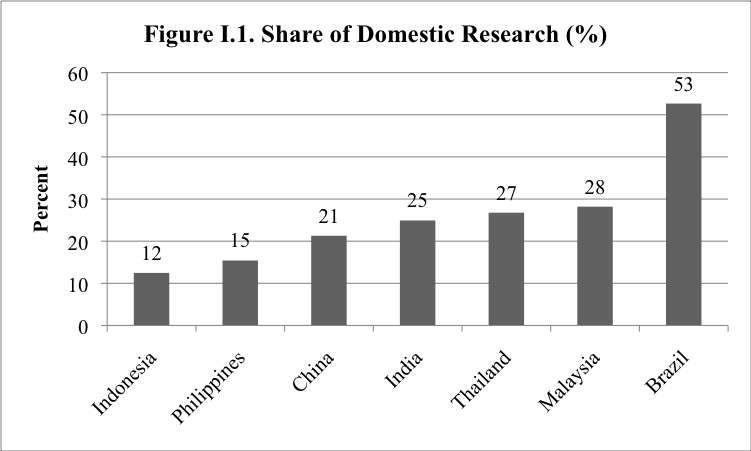 Figure I.1. Share of Domestic Research (%)
Percent
60
50
40
30
20
10
0
12
15
21
25
27
28
53
Indonesia
Philippines
China
India
Thailand
Malaysia
Brazil